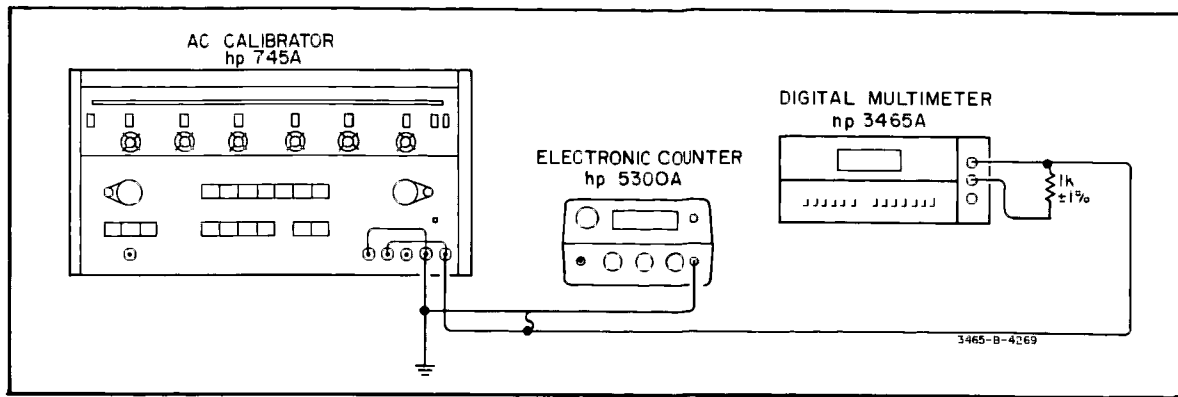 AC CALIBRATOR
hp 745A
DIGITAL MULTIMETER
hp 3465A
ELECTRONIC COUNTER
hp 5300A
1k
±1%
3465-B-4269